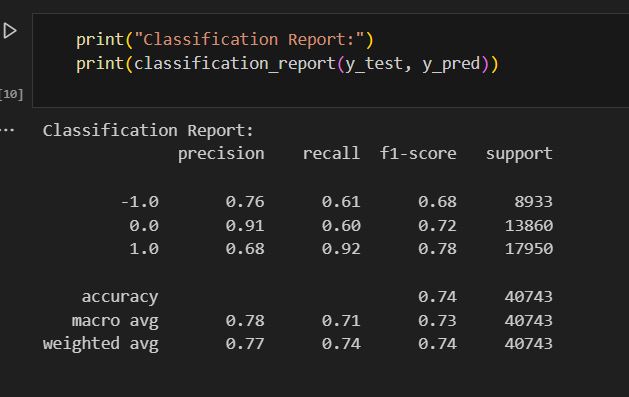 print("Classification Report:")
print(classification_report(y_test, y_pred))
[10]
...
Classification Report:
precision recall f1-score support
-1.0 0.76 0.61 0.68 8933
0.0 0.91 0.60 0.72 13860
1.0 0.68 0.92 0.78 17950
accuracy 0.74 40743
macro avg 0.78 0.71 0.73 40743
weighted avg 0.77 0.74 0.74 40743